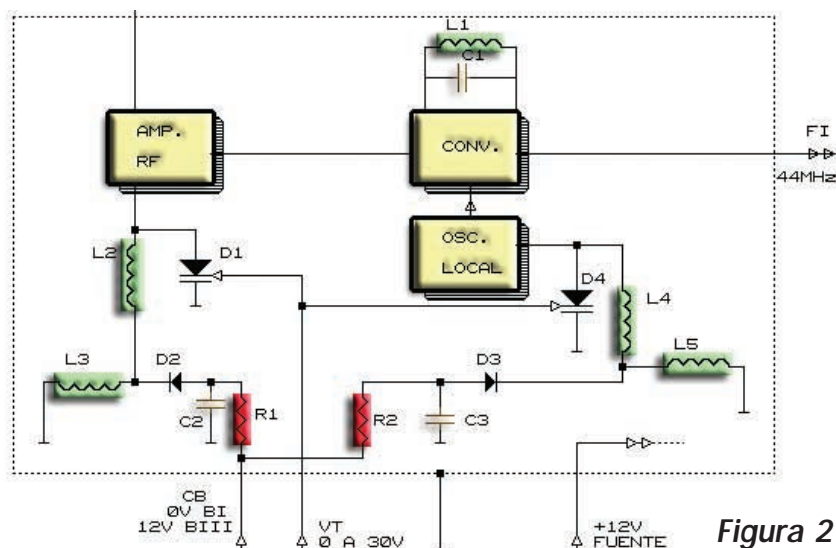 L1
C1
AMP.
RF
CONV.
FI
44MHz
OSC.
LOCAL
L2
D1
D4
L4
L5
L3
D2
D3
C2
R1
R2
C3
CB
0V BI
12V BIII
VT
0 A 30V
+12V
FUENTE
Figura 2